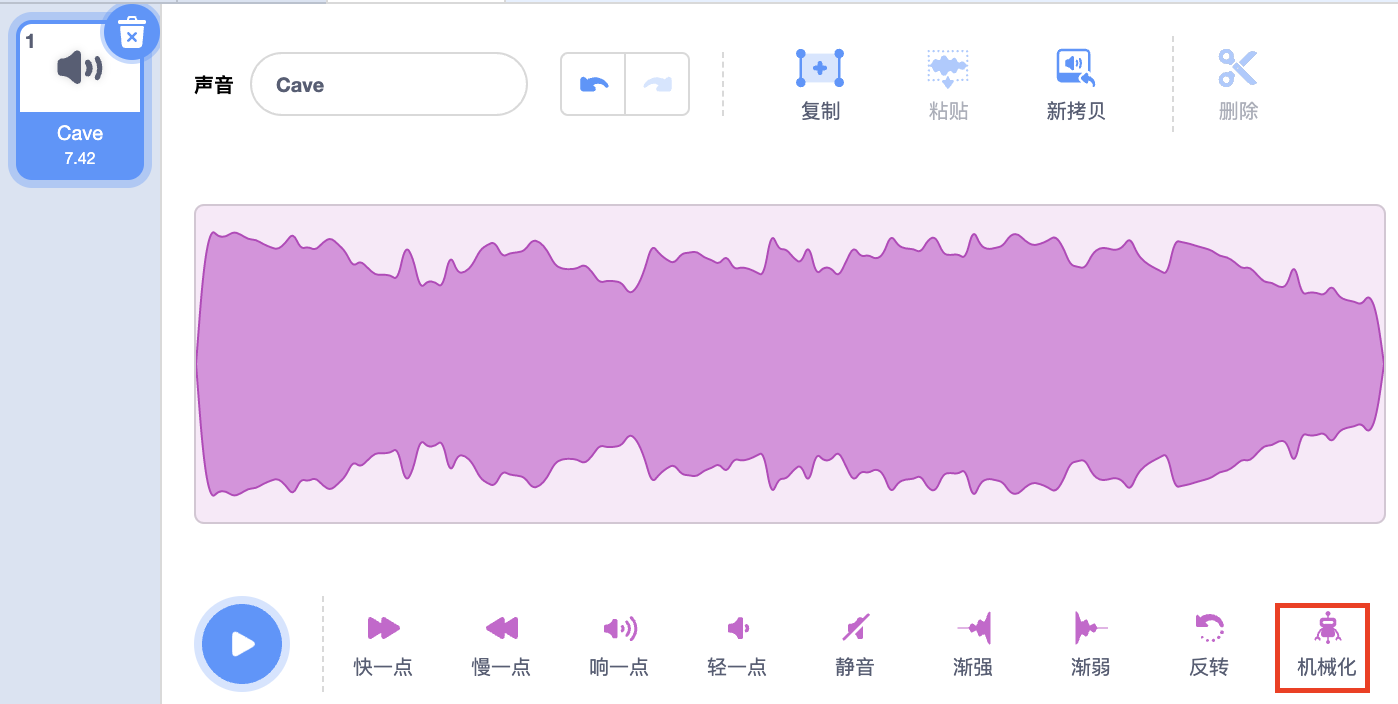 1
Cave
7.42
声音
Cave
复制
粘贴
新拷贝
删除
快一点
慢一点
响一点
轻一点
静音
渐强
渐弱
反转
机械化